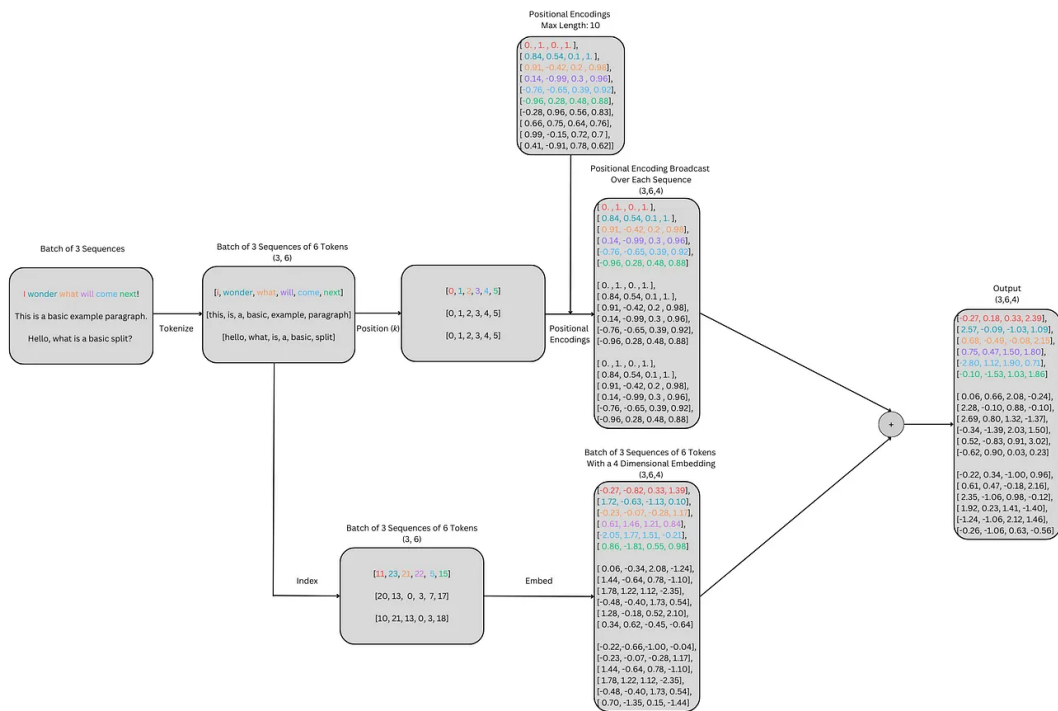 Positional Encodings
Max Length: 10
[ 0. , 1. , 0. , 1. ],
[ 0.84, 0.54, 0.1 , 1. ],
[ 0.91, -0.42, 0.2 , 0.98],
[ 0.14, -0.99, 0.3 , 0.96],
[-0.76, -0.65, 0.39, 0.92],
[-0.96, 0.28, 0.48, 0.88],
[-0.28, 0.96, 0.56, 0.83],
[ 0.66, 0.75, 0.64, 0.76],
[ 0.99, -0.15, 0.72, 0.7 ],
[ 0.41, -0.91, 0.78, 0.62]]
Positional Encoding Broadcast
Over Each Sequence
(3,6,4)
[ 0. , 1. , 0. , 1. ],
[ 0.84, 0.54, 0.1 , 1. ],
[ 0.91, -0.42, 0.2 , 0.98],
[ 0.14, -0.99, 0.3 , 0.96],
[-0.76, -0.65, 0.39, 0.92],
[-0.96, 0.28, 0.48, 0.88]
[ 0. , 1. , 0. , 1. ],
[ 0.84, 0.54, 0.1 , 1. ],
[ 0.91, -0.42, 0.2 , 0.98],
[ 0.14, -0.99, 0.3 , 0.96],
[-0.76, -0.65, 0.39, 0.92],
[-0.96, 0.28, 0.48, 0.88]
[ 0. , 1. , 0. , 1. ],
[ 0.84, 0.54, 0.1 , 1. ],
[ 0.91, -0.42, 0.2 , 0.98],
[ 0.14, -0.99, 0.3 , 0.96],
[-0.76, -0.65, 0.39, 0.92],
[-0.96, 0.28, 0.48, 0.88]
Batch of 3 Sequences
I wonder what will come next!
This is a basic example paragraph.
Hello, what is a basic split?
Tokenize
Batch of 3 Sequences of 6 Tokens
(3, 6)
[i, wonder, what, will, come, next]
[this, is, a, basic, example, paragraph]
[hello, what, is, a, basic, split]
Position (k)
[0, 1, 2, 3, 4, 5]
[0, 1, 2, 3, 4, 5]
[0, 1, 2, 3, 4, 5]
Positional
Encodings
Index
Batch of 3 Sequences of 6 Tokens
(3, 6)
[11, 23, 21, 22, 5, 15]
[20, 13, 0, 3, 7, 17]
[10, 21, 13, 0, 3, 18]
Embed
Batch of 3 Sequences of 6 Tokens
With a 4 Dimensional Embedding
(3,6,4)
[-0.27, -0.82, 0.33, 1.39],
[ 1.72, -0.63, -1.13, 0.10],
[-0.23, -0.07, -0.28, 1.17],
[ 0.61, 1.46, 1.21, 0.84],
[-2.05, 1.77, 1.51, -0.21],
[ 0.86, -1.81, 0.55, 0.98]
[ 0.06, -0.34, 2.08, -1.24],
[ 1.44, -0.64, 0.78, -1.10],
[ 1.78, 1.22, 1.12, -2.35],
[-0.48, -0.40, 1.73, 0.54],
[ 1.28, -0.18, 0.52, 2.10],
[ 0.34, 0.62, -0.45, -0.64]
[-0.22,-0.66,-1.00, -0.04],
[-0.23, -0.07, -0.28, 1.17],
[ 1.44, -0.64, 0.78, -1.10],
[ 1.78, 1.22, 1.12, -2.35],
[-0.48, -0.40, 1.73, 0.54],
[ 0.70, -1.35, 0.15, -1.44]
+
Output
(3,6,4)
[-0.27, 0.18, 0.33, 2.39],
[ 2.57, -0.09, -1.03, 1.09],
[ 0.68, -0.49, -0.08, 2.15],
[ 0.75, 0.47, 1.50, 1.80],
[-2.80, 1.12, 1.90, 0.71],
[-0.10, -1.53, 1.03, 1.86]
[ 0.06, 0.66, 2.08, -0.24],
[ 2.28, -0.10, 0.88, -0.10],
[ 2.69, 0.80, 1.32, -1.37],
[-0.34, -1.39, 2.03, 1.50],
[ 0.52, -0.83, 0.91, 3.02],
[-0.62, 0.90, 0.03, 0.23]
[-0.22, 0.34, -1.00, 0.96],
[ 0.61, 0.47, -0.18, 2.16],
[ 2.35, -1.06, 0.98, -0.12],
[ 1.92, 0.23, 1.41, -1.40],
[-1.24, -1.06, 2.12, 1.46],
[-0.26, -1.06, 0.63, -0.56]